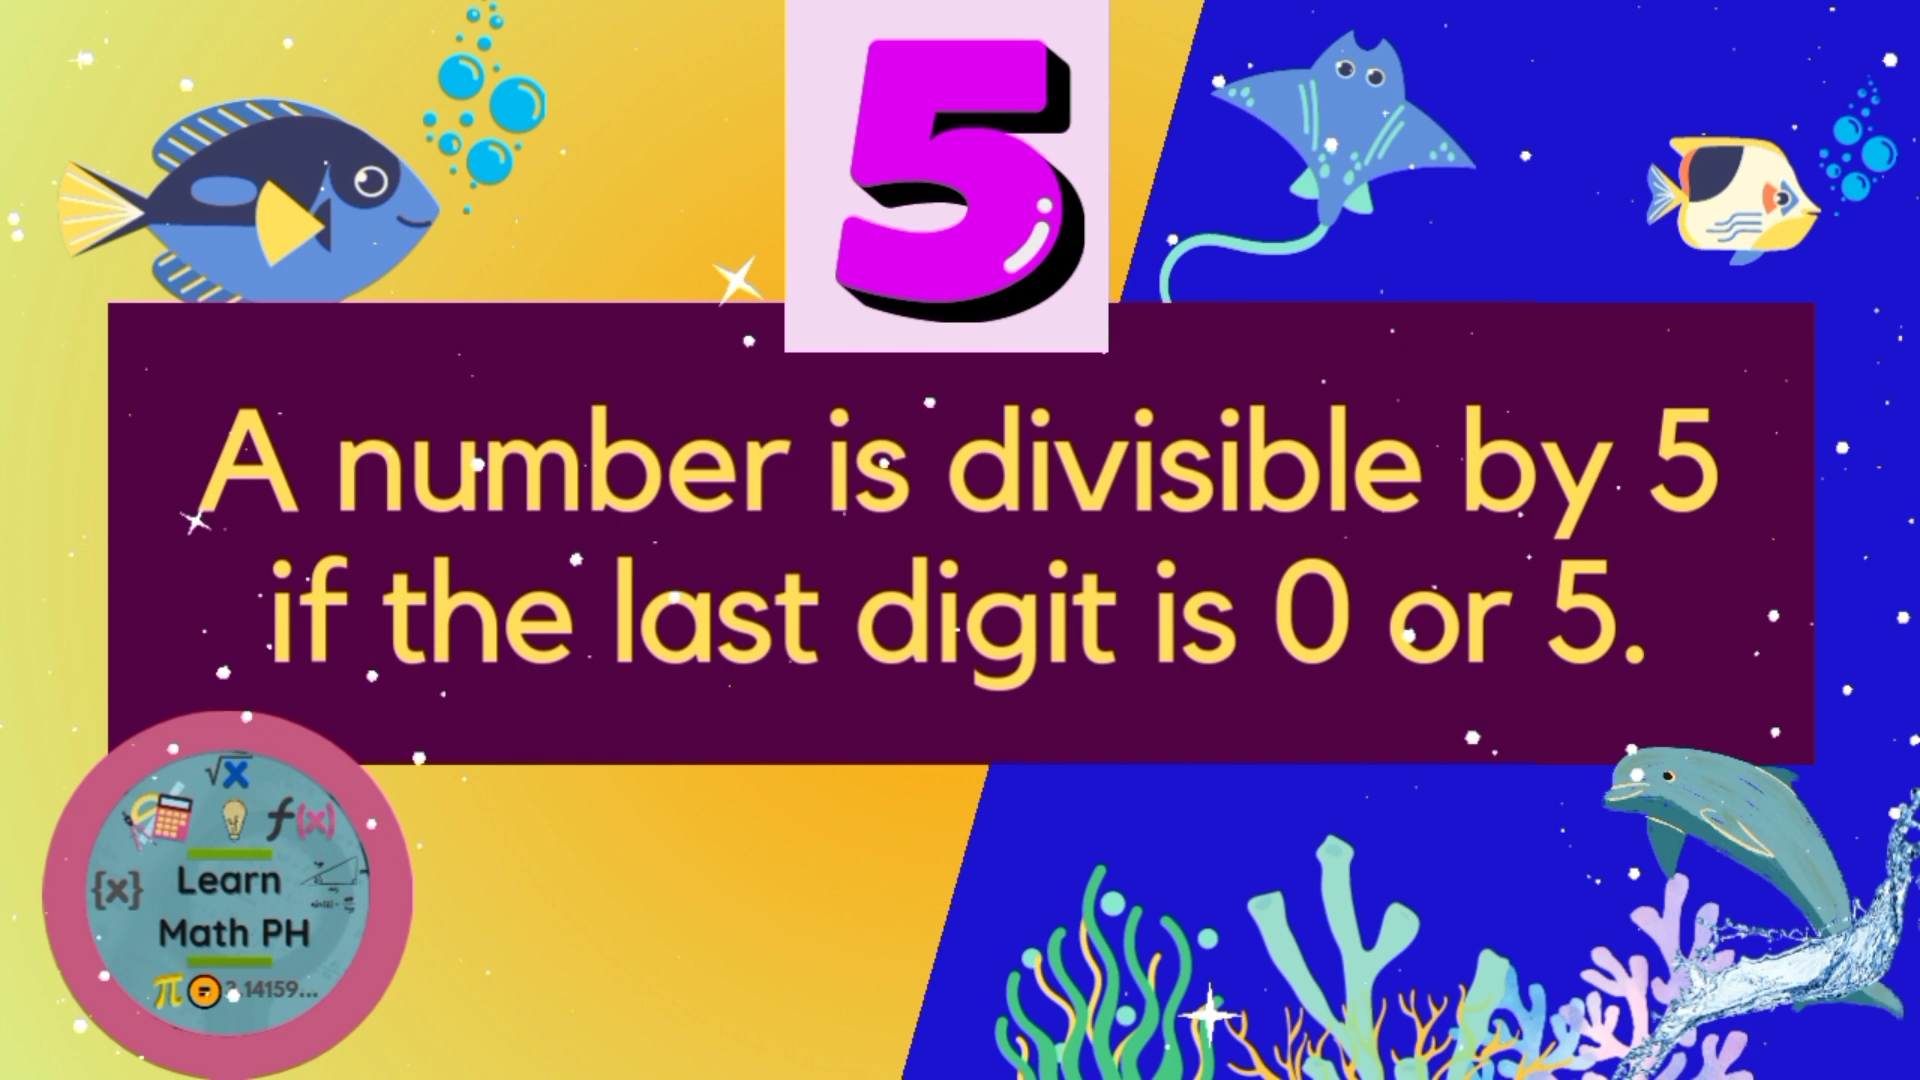 5
A number is divisible by 5
if the last digit is 0 or 5.
√x
f(x)
{x}
Learn
Math PH
π = 3.14159...